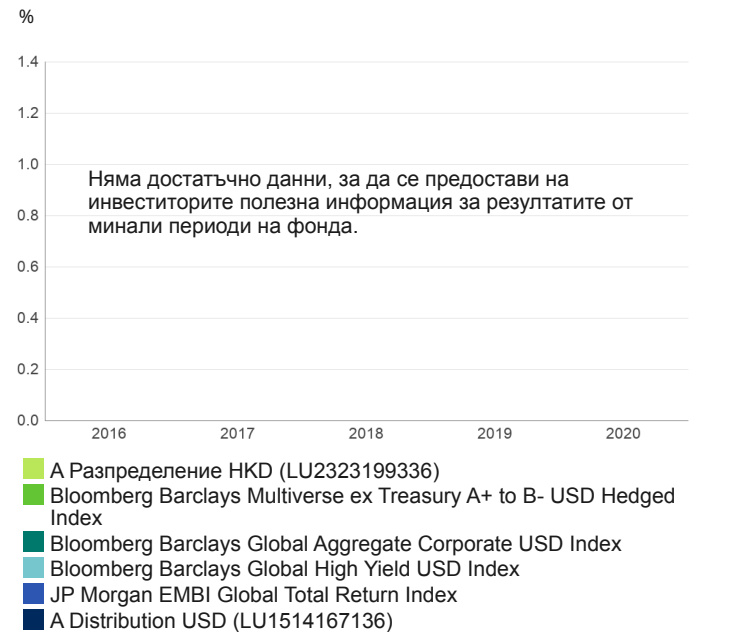 %
1.4
1.2
1.0
Няма достатъчно данни, за да се предостави на
инвеститорите полезна информация за резултатите от
минали периоди на фонда.
0.8
0.6
0.4
0.2
0.0
2016 2017 2018 2019 2020
А Разпределение HKD (LU2323199336)
Bloomberg Barclays Multiverse ex Treasury A+ to B- USD Hedged
Index
Bloomberg Barclays Global Aggregate Corporate USD Index
Bloomberg Barclays Global High Yield USD Index
JP Morgan EMBI Global Total Return Index
A Distribution USD (LU1514167136)